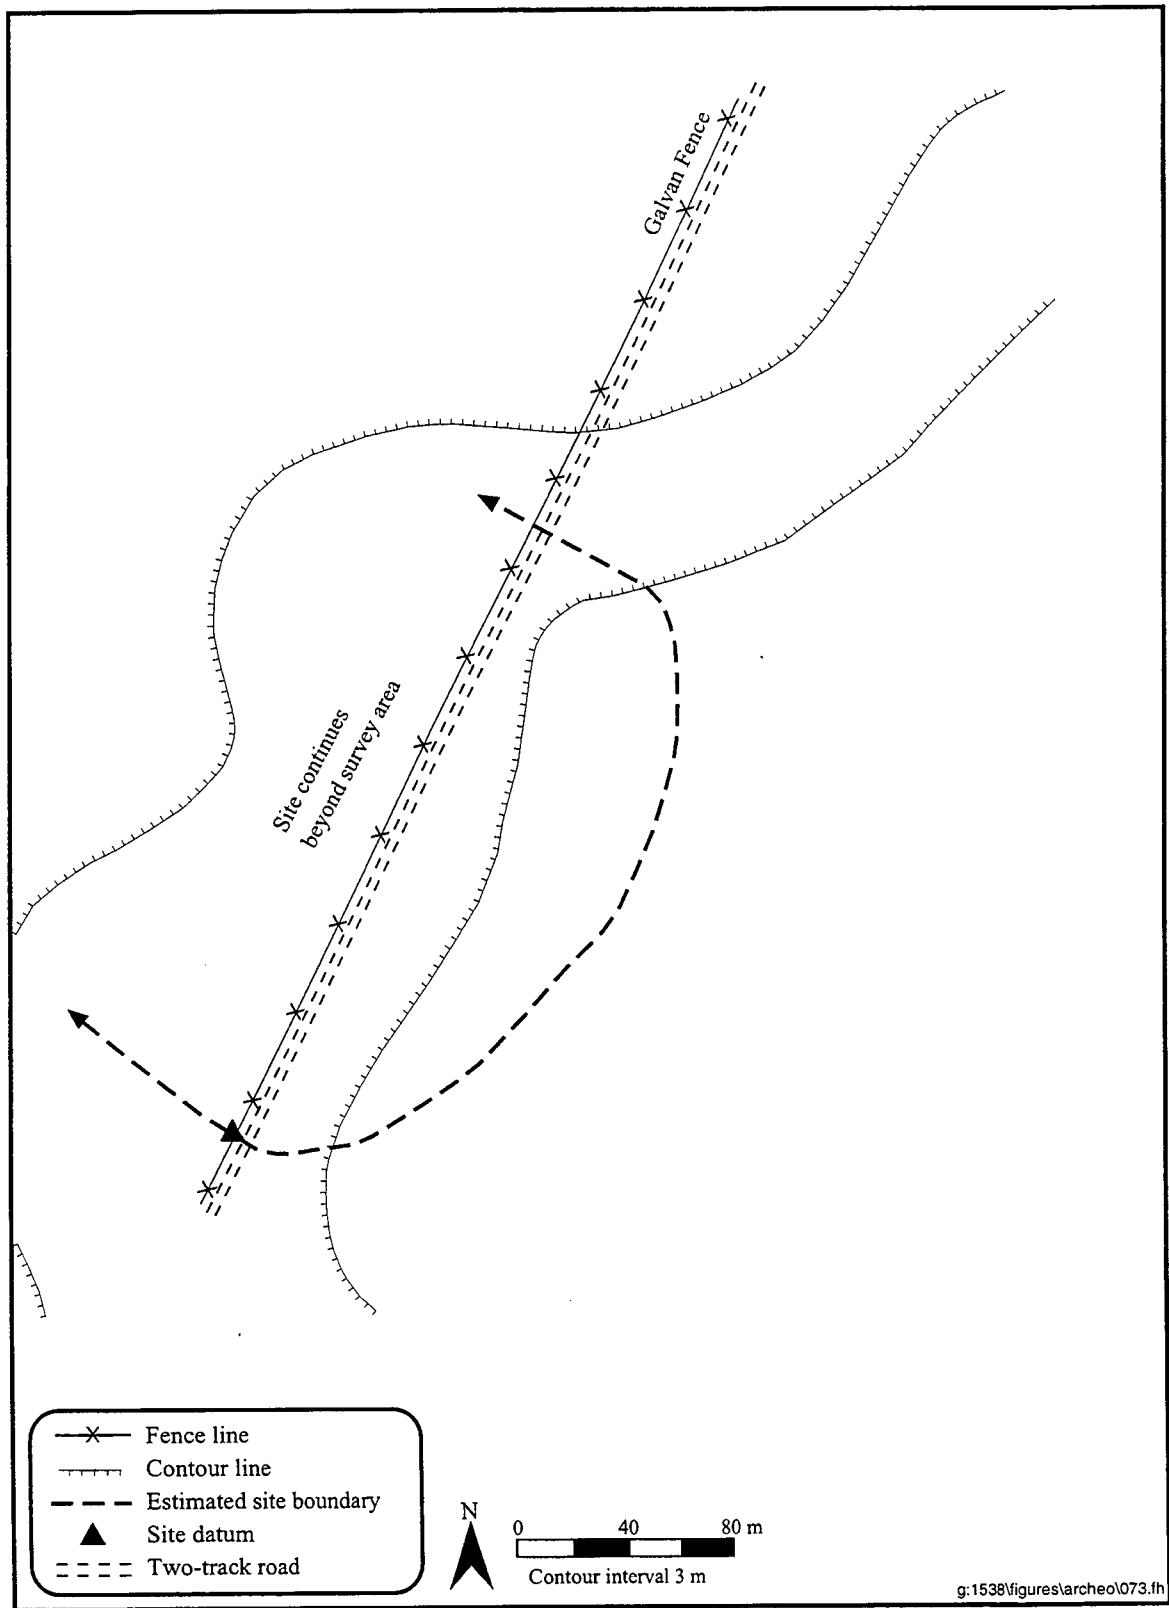 Galvan Fence
Site continues
beyond survey area
Fence line
Contour line
Estimated site boundary
Site datum
Two-track road
N
0 40 80 m
Contour interval 3 m
g:1538\figures\archeo\073.fh